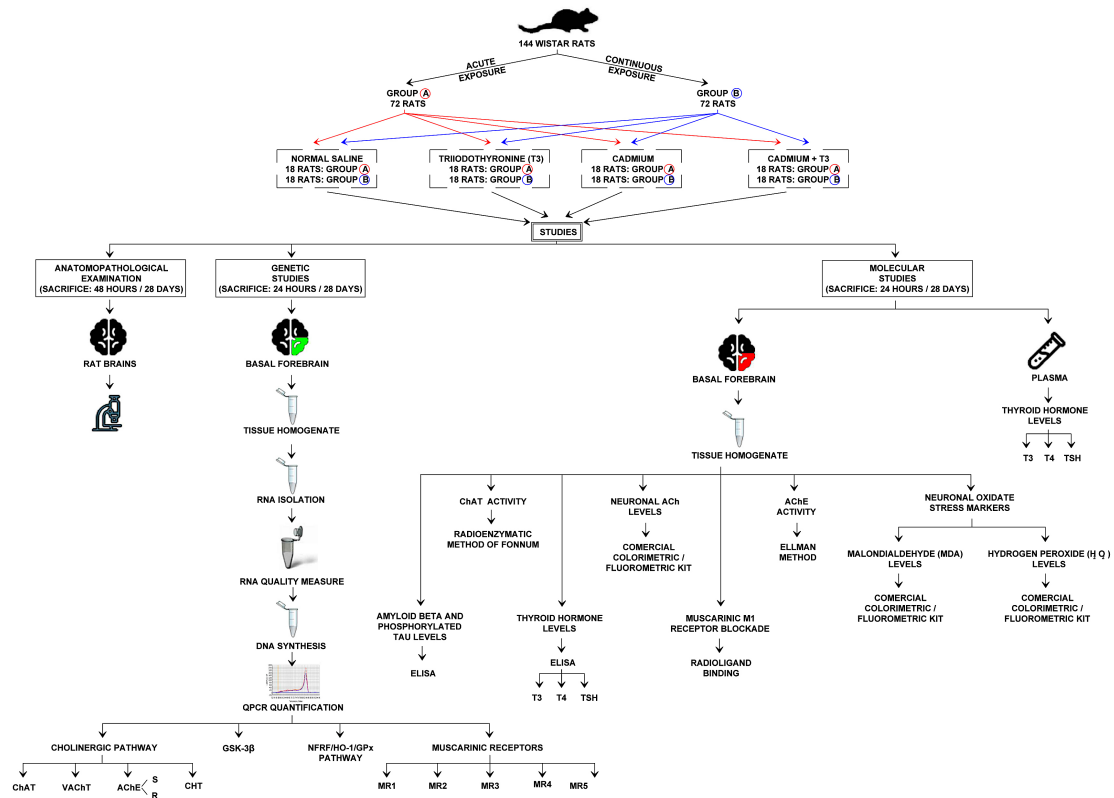 144 WISTAR RATS
ACUTE
EXPOSURE
CONTINUOUS
EXPOSURE
GROUP A
72 RATS
GROUP B
72 RATS
NORMAL SALINE
18 RATS: GROUP A
18 RATS: GROUP B
TRIIODOTHYRONINE (T3)
18 RATS: GROUP A
18 RATS: GROUP B
CADMIUM
18 RATS: GROUP A
18 RATS: GROUP B
CADMIUM + T3
18 RATS: GROUP A
18 RATS: GROUP B
STUDIES
ANATOMOPATHOLOGICAL
EXAMINATION
(SACRIFICE: 48 HOURS / 28 DAYS)
RAT BRAINS
GENETIC
STUDIES
(SACRIFICE: 24 HOURS / 28 DAYS)
BASAL FOREBRAIN
TISSUE HOMOGENATE
RNA ISOLATION
RNA QUALITY MEASURE
DNA SYNTHESIS
QPCR QUANTIFICATION
CHOLINERGIC PATHWAY
ChAT
VAChT
AChE
S
R
CHT
GSK-3β
NFRF/HO-1/GPx
PATHWAY
MUSCARINIC RECEPTORS
MR1
MR2
MR3
MR4
MR5
MOLECULAR
STUDIES
(SACRIFICE: 24 HOURS / 28 DAYS)
BASAL FOREBRAIN
TISSUE HOMOGENATE
AMYLOID BETA AND
PHOSPHORYLATED
TAU LEVELS
ELISA
ChAT ACTIVITY
RADIOENZYMATIC
METHOD OF FONNUM
THYROID HORMONE
LEVELS
ELISA
T3
T4
TSH
NEURONAL ACh
LEVELS
COMERCIAL
COLORIMETRIC /
FLUOROMETRIC KIT
MUSCARINIC M1
RECEPTOR BLOCKADE
RADIOLIGAND
BINDING
AChE
ACTIVITY
ELLMAN
METHOD
NEURONAL OXIDATE
STRESS MARKERS
MALONDIALDEHYDE (MDA)
LEVELS
COMERCIAL
COLORIMETRIC /
FLUOROMETRIC KIT
HYDROGEN PEROXIDE (H2O2)
LEVELS
COMERCIAL
COLORIMETRIC /
FLUOROMETRIC KIT
PLASMA
THYROID HORMONE
LEVELS
T3
T4
TSH